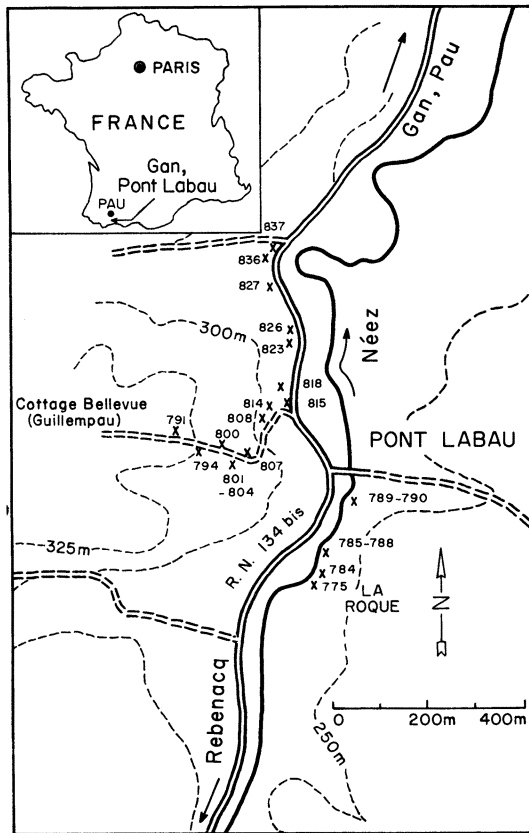 PARIS
FRANCE
Gan,
Pont Labau
PAU
Gan, Pau
837
836
827
300m
826
823
Néez
818
814
815
808
Cottage Bellevue
(Guillempau)
791
800
794
807
801
-804
PONT LABAU
789-790
325m
R.N. 134 bis
785-788
784
775
LA
ROQUE
N
Rebenacq
250m
0 200m 400m